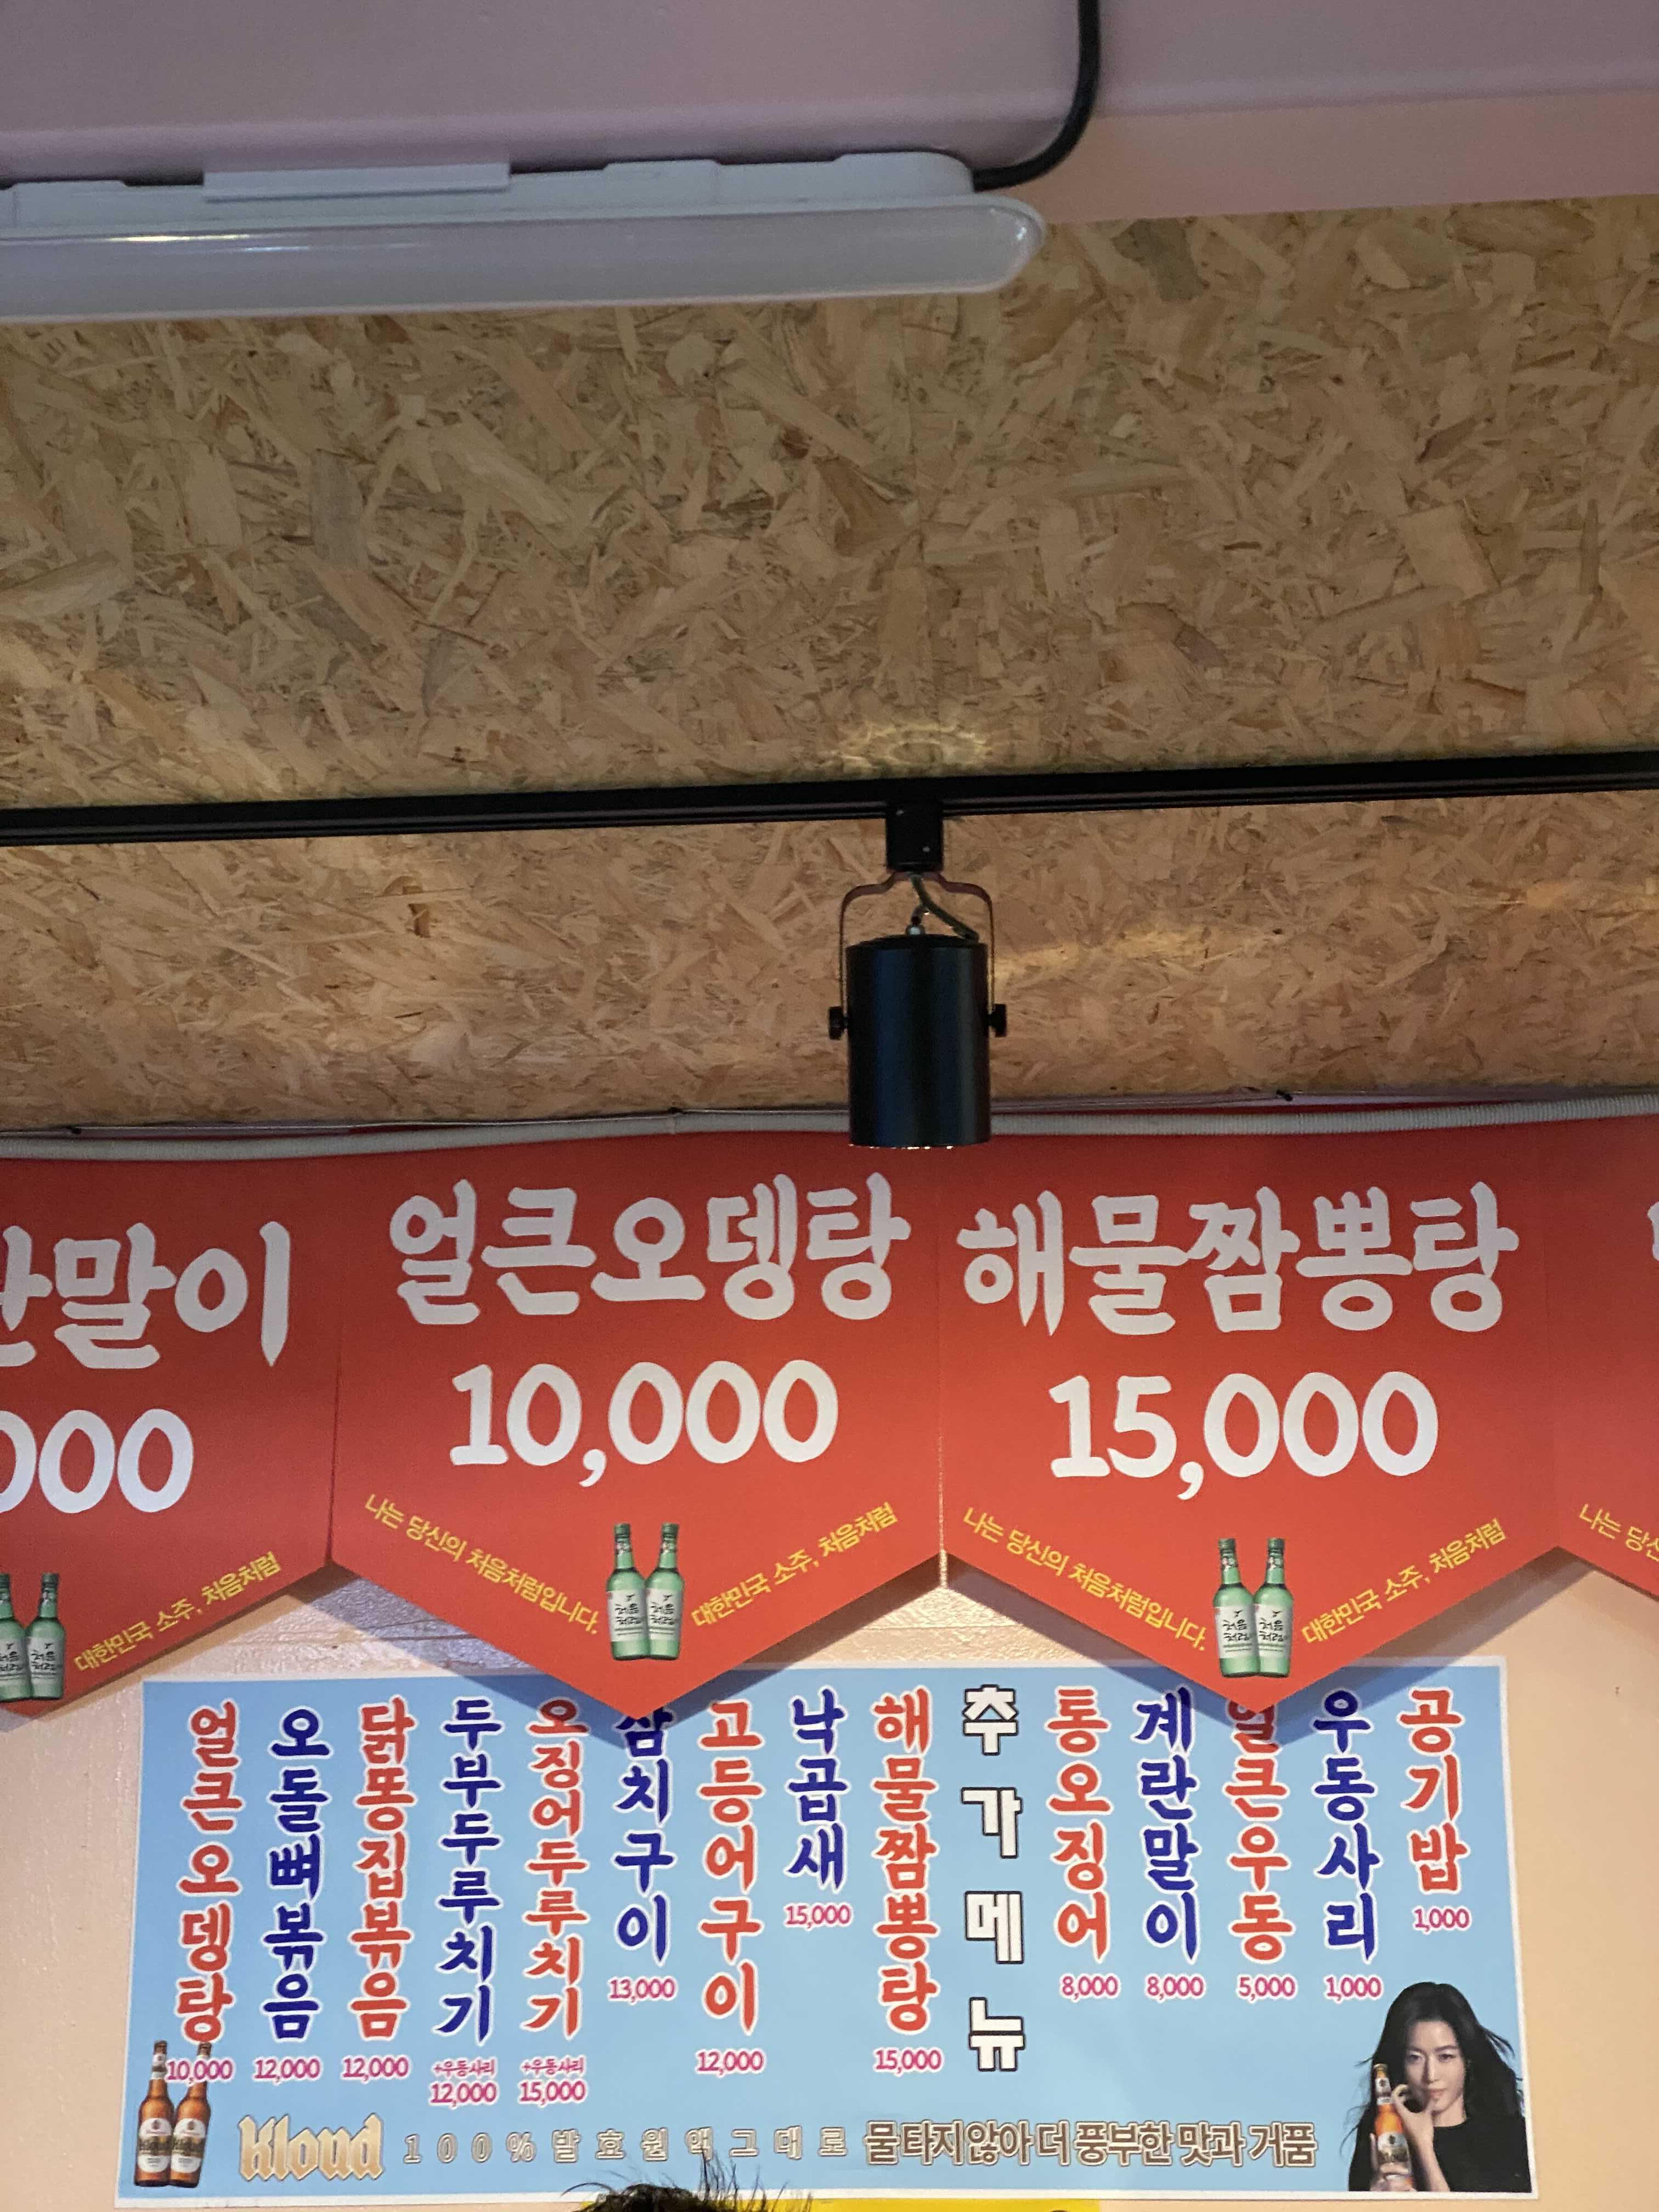 란말이
000
대한민국 소주, 처음처럼
처음
처럼
얼큰오뎅탕
10,000
나는 당신의 처음처럼입니다.
처음
처럼
대한민국 소주, 처음처럼
해물짬뽕탕
15,000
나는 당신의 처음처럼입니다.
처음
처럼
대한민국 소주, 처음처럼
나는 당신
얼큰오뎅탕
10,000
오돌뼈볶음
12,000
닭똥집볶음
12,000
두부두루치기
+우동사리
12,000
오징어두루치기
+우동사리
15,000
삼치구이
13,000
고등어구이
12,000
낙곱새
15,000
해물짬뽕탕
15,000
추가메뉴
통오징어
8,000
계란말이
8,000
얼큰우동
5,000
우동사리
1,000
공기밥
1,000
Kloud 100% 발효원액그대로 물타지않아 더 풍부한 맛과 거품